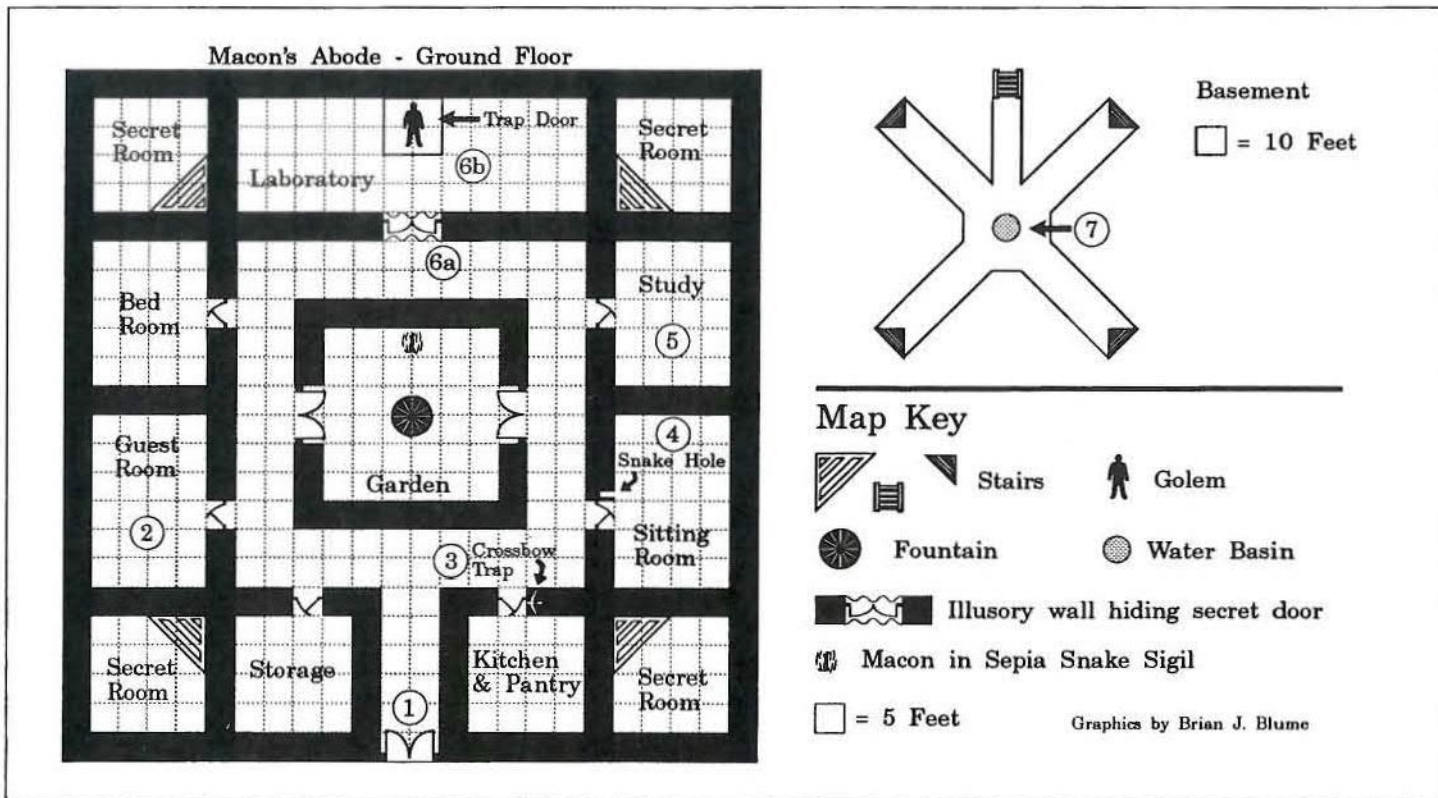 Macon's Abode - Ground Floor
Secret
Room
Trap Door
6b
Laboratory
Secret
Room
6a
Bed
Room
Study
5
Guest
Room
2
Garden
4
Snake Hole
Sitting
Room
3
Crossbow
Trap
Secret
Room
Storage
1
Kitchen
& Pantry
Secret
Room
Basement
= 10 Feet
7
Map Key
Stairs
Golem
Fountain
Water Basin
Illusory wall hiding secret door
Macon in Sepia Snake Sigil
= 5 Feet
Graphics by Brian J. Blume